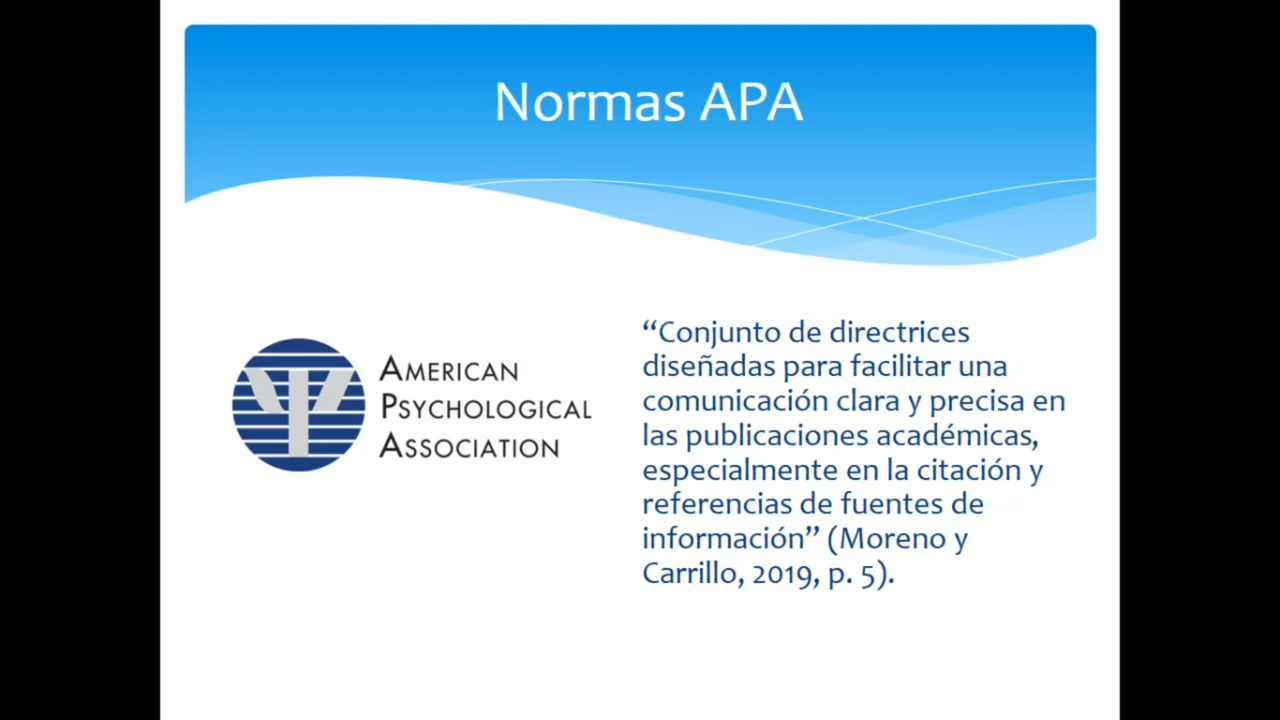 Normas APA
AMERICAN
PSYCHOLOGICAL
ASSOCIATION
“Conjunto de directrices
diseñadas para facilitar una
comunicación clara y precisa en
las publicaciones académicas,
especialmente en la citación y
referencias de fuentes de
información” (Moreno y
Carrillo, 2019, p. 5).